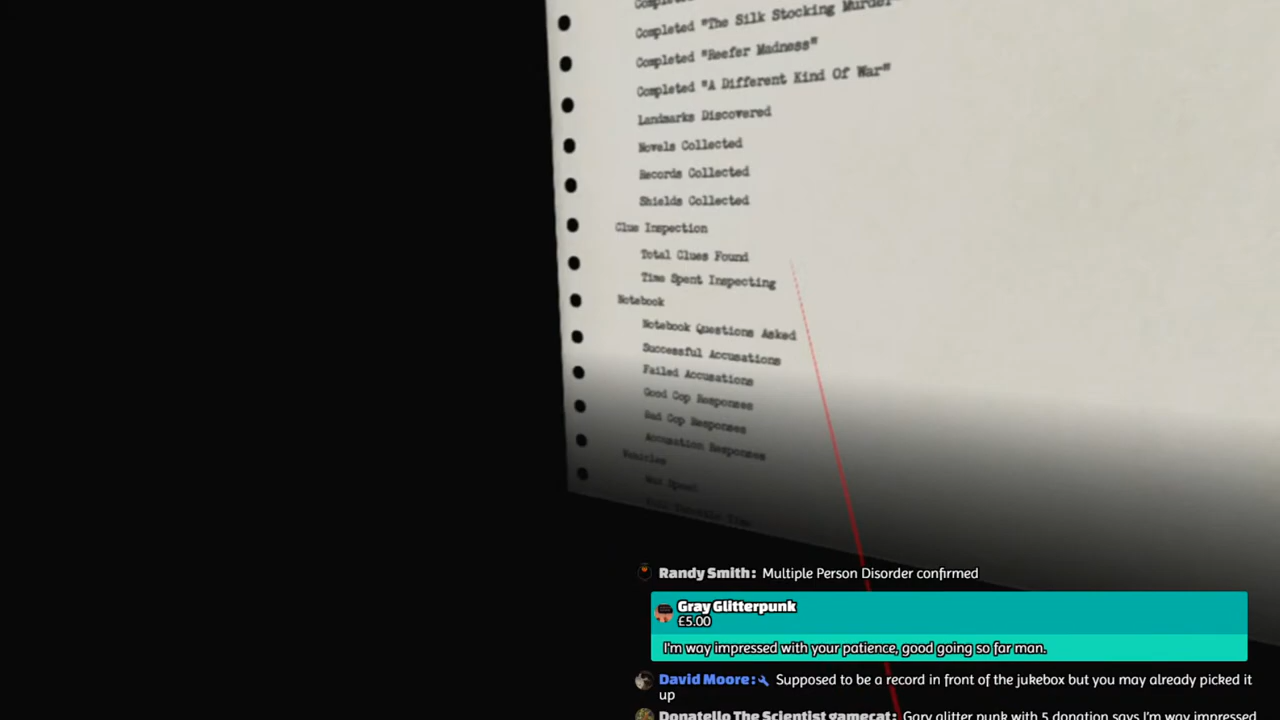 Completed "The Silk Stocking Murder
Completed "Reefer Madness"
Completed "A Different Kind Of War"
Landmarks Discovered
Novels Collected
Records Collected
Shields Collected
Clue Inspection
Total Clues Found
Time Spent Inspecting
Notebook
Notebook Questions Asked
Successful Accusations
Failed Accusations
Good Cop Responses
Bad Cop Responses
Accusation Responses
Vehicles
Randy Smith: Multiple Person Disorder confirmed
Gray Glitterpunk
£5.00
I'm way impressed with your patience, good going so far man.
David Moore: Supposed to be a record in front of the jukebox but you may already picked it
up
Donatello The Scientist gamecat: Gary glitter punk with 5 donation says I'm way impressed